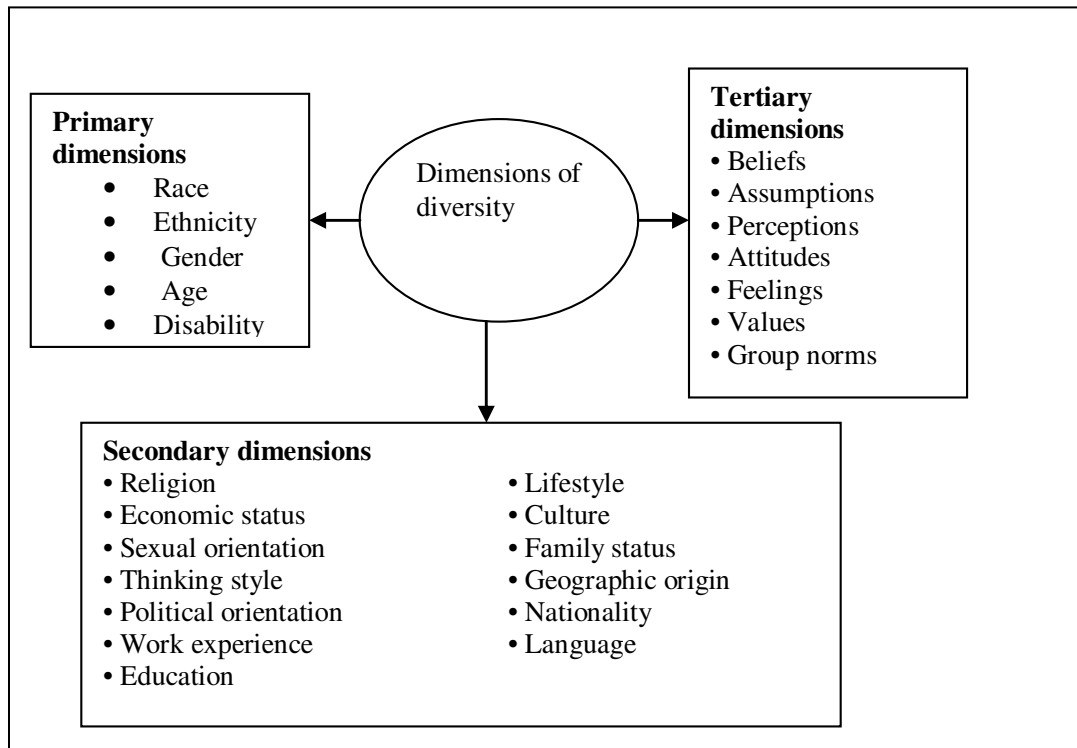 Primary
dimensions
• Race
• Ethnicity
• Gender
• Age
• Disability
Dimensions of
diversity
Tertiary
dimensions
• Beliefs
• Assumptions
• Perceptions
• Attitudes
• Feelings
• Values
• Group norms
Secondary dimensions
• Religion
• Economic status
• Sexual orientation
• Thinking style
• Political orientation
• Work experience
• Education
• Lifestyle
• Culture
• Family status
• Geographic origin
• Nationality
• Language